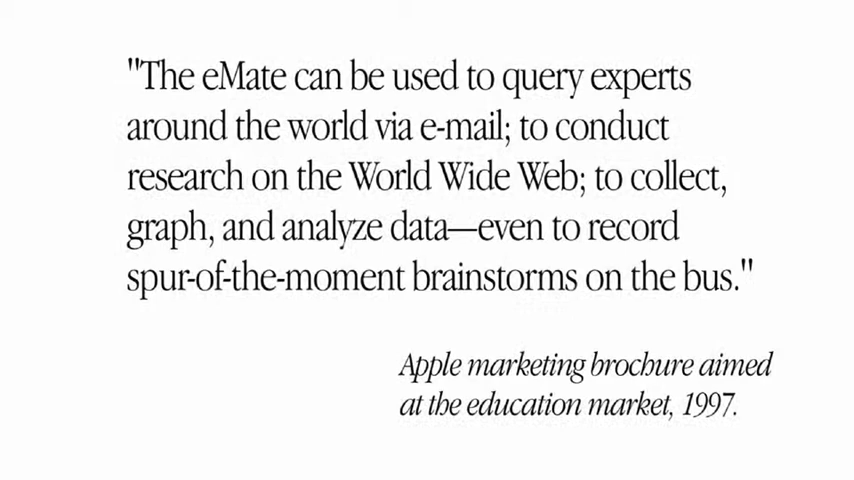 "The eMate can be used to query experts
around the world via e-mail; to conduct
research on the World Wide Web; to collect,
graph, and analyze data—even to record
spur-of-the-moment brainstorms on the bus."
Apple marketing brochure aimed
at the education market, 1997.